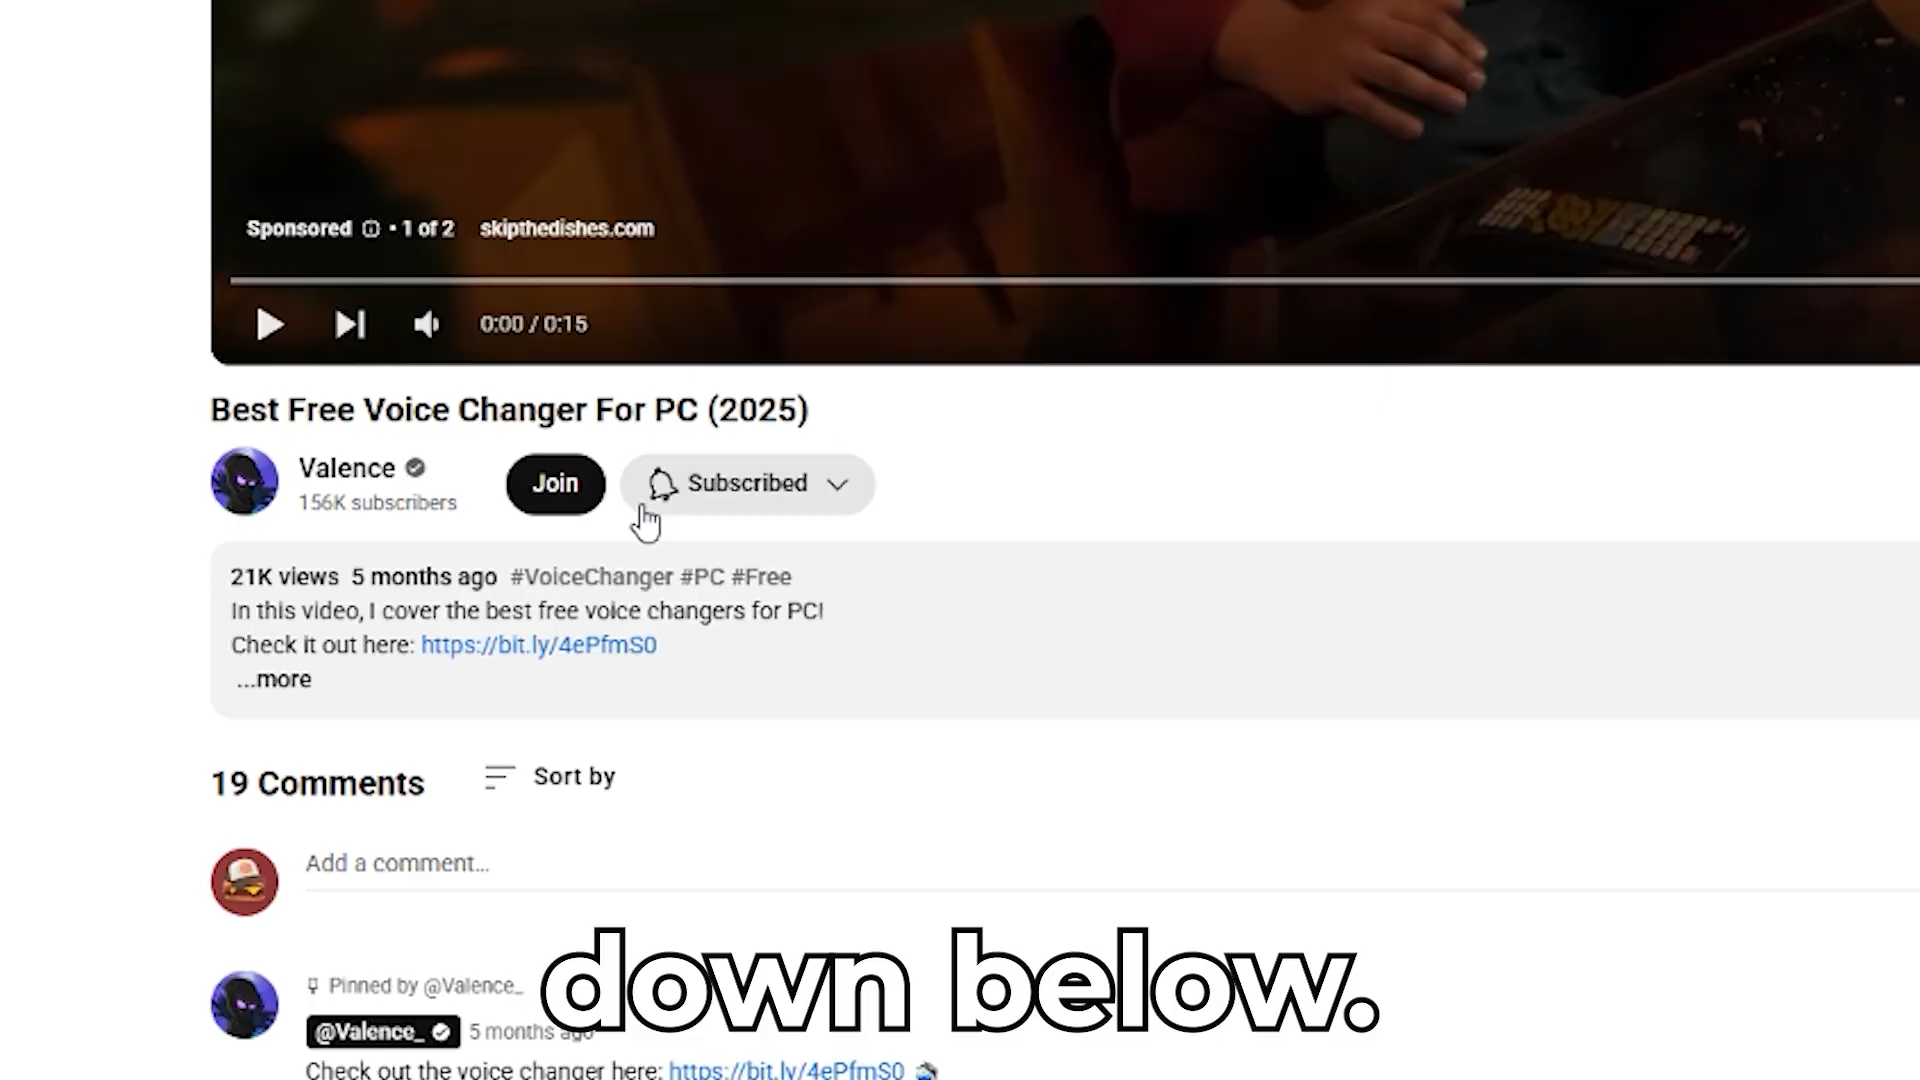 Sponsored · 1 of 2 skipthedishes.com
0:00 / 0:15
Best Free Voice Changer For PC (2025)
Valence
156K subscribers
Join
Subscribed
21K views 5 months ago #VoiceChanger #PC #Free
In this video, I cover the best free voice changers for PC!
Check it out here: https://bit.ly/4ePfmS0
...more
19 Comments
Sort by
Add a comment...
Pinned by @Valence_
@Valence_ 5 months ago
down below.
Check out the voice changer here: https://bit.ly/4ePfmS0